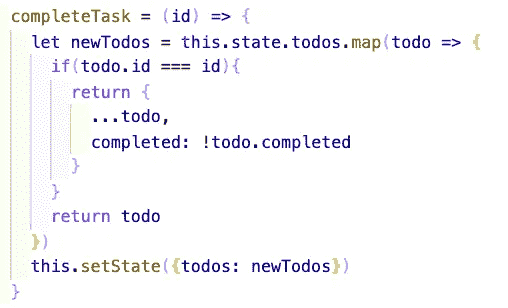 completeTask = (id) => {
  let newTodos = this.state.todos.map(todo => {
    if(todo.id === id){
      return {
        ...todo,
        completed: !todo.completed
      }
    }
    return todo
  })
  this.setState({todos: newTodos})
}